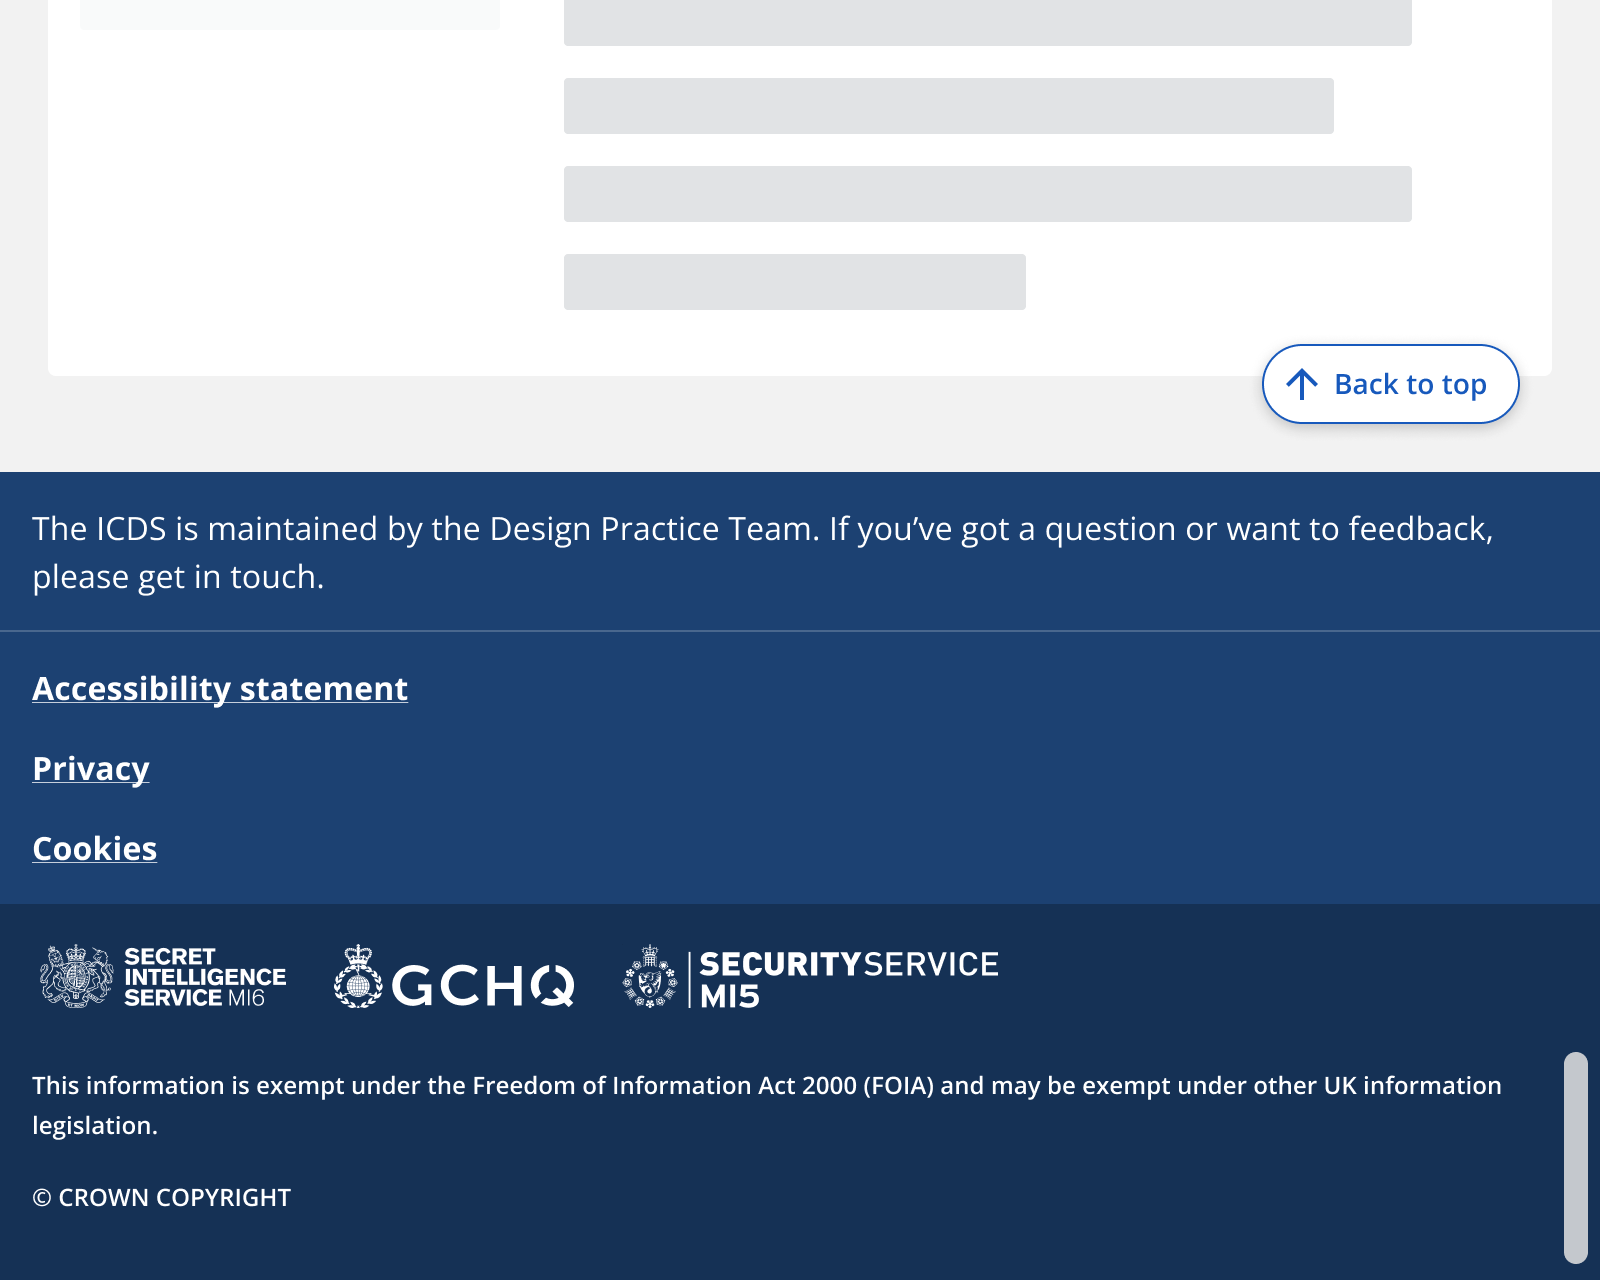 Back to top
The ICDS is maintained by the Design Practice Team. If you’ve got a question or want to feedback,
please get in touch.
Accessibility statement
Privacy
Cookies
SECRET
INTELLIGENCE
SERVICE MI6
GCHQ
SECURITYSERVICE
MI5
This information is exempt under the Freedom of Information Act 2000 (FOIA) and may be exempt under other UK information
legislation.
© CROWN COPYRIGHT